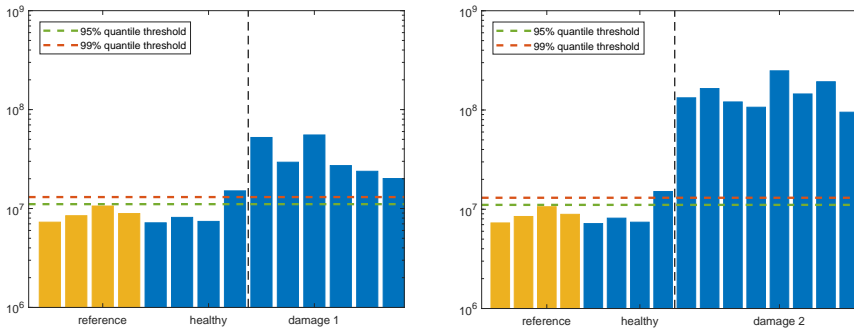 10^9
95% quantile threshold
99% quantile threshold
10^8
10^7
10^6
reference healthy damage 1
10^9
95% quantile threshold
99% quantile threshold
10^8
10^7
10^6
reference healthy damage 2